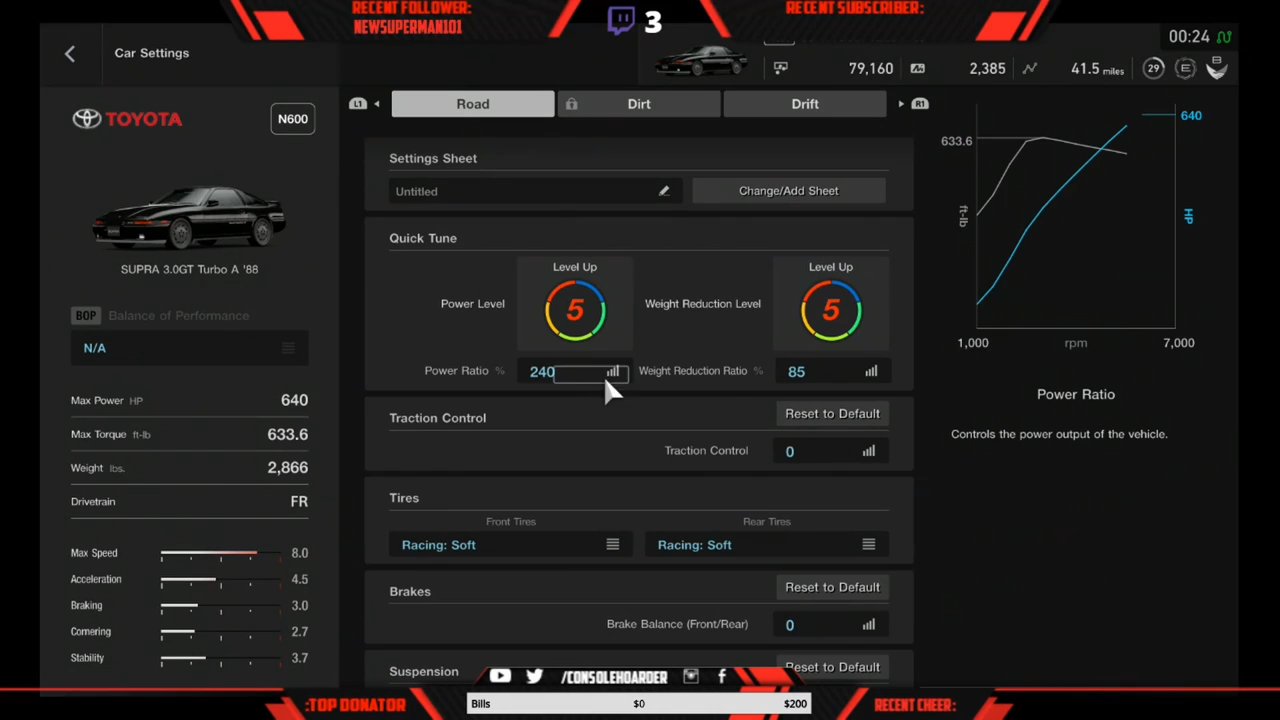 RECENT FOLLOWER:
NEWSUPERMAN101
3
RECENT SUBSCRIBER:
00:24
Car Settings
79,160
2,385
41.5 miles
29
E
TOYOTA
N600
SUPRA 3.0GT Turbo A '88
BOP Balance of Performance
N/A
Max Power HP 640
Max Torque ft-lb 633.6
Weight lbs. 2,866
Drivetrain FR
Max Speed 8.0
Acceleration 4.5
Braking 3.0
Cornering 2.7
Stability 3.7
L1 Road Dirt Drift R1
Settings Sheet
Untitled
Change/Add Sheet
Quick Tune
Level Up
Power Level 5
Level Up
Weight Reduction Level 5
Power Ratio % 240
Weight Reduction Ratio % 85
Traction Control
Reset to Default
Traction Control 0
Tires
Front Tires
Rear Tires
Racing: Soft
Racing: Soft
Brakes
Reset to Default
Brake Balance (Front/Rear) 0
Suspension
Reset to Default
640
633.6
ft-lb
HP
1,000
rpm
7,000
Power Ratio
Controls the power output of the vehicle.
/CONSOLEHOARDER
:TOP DONATOR
Bills $0 $200
RECENT CHEER: